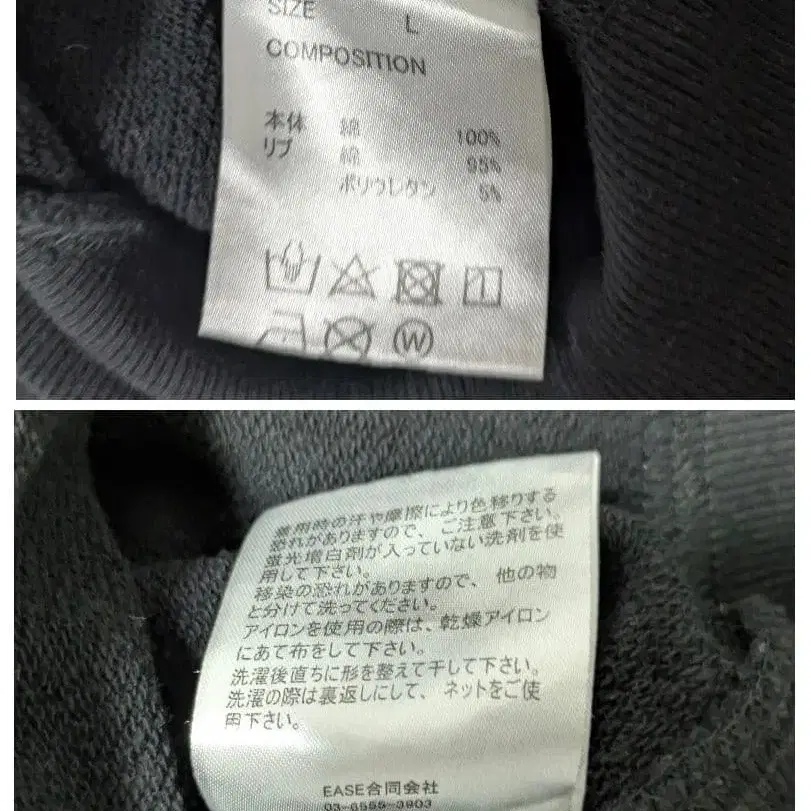 SIZE L
COMPOSITION
本体 綿 100%
リブ 綿 95%
ポリウレタン 5%
W
着用時の汗や摩擦により色移りする
恐れがありますので、ご注意下さい。
蛍光増白剤が入っていない洗剤を使
用して下さい。
移染の恐れがありますので、他の物
と分けて洗ってください。
アイロンを使用の際は、乾燥アイロン
にあて布をして下さい。
洗濯後直ちに形を整えて干して下さい。
洗濯の際は裏返しにして、ネットをご使
用下さい。
EASE合同会社
03-6555-3903